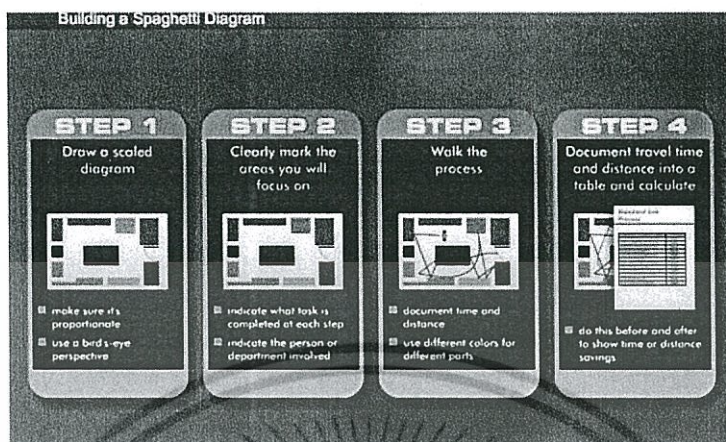 Building a Spaghetti Diagram
STEP 1
Draw a scaled
diagram
make sure it's
proportionate
use a bird's-eye
perspective
STEP 2
Clearly mark the
areas you will
focus on
indicate what task is
completed at each step
indicate the person or
department involved
STEP 3
Walk the
process
document time and
distance
use different colors for
different parts
STEP 4
Document travel time
and distance into a
table and calculate
Process
do this before and after
to show time or distance
savings